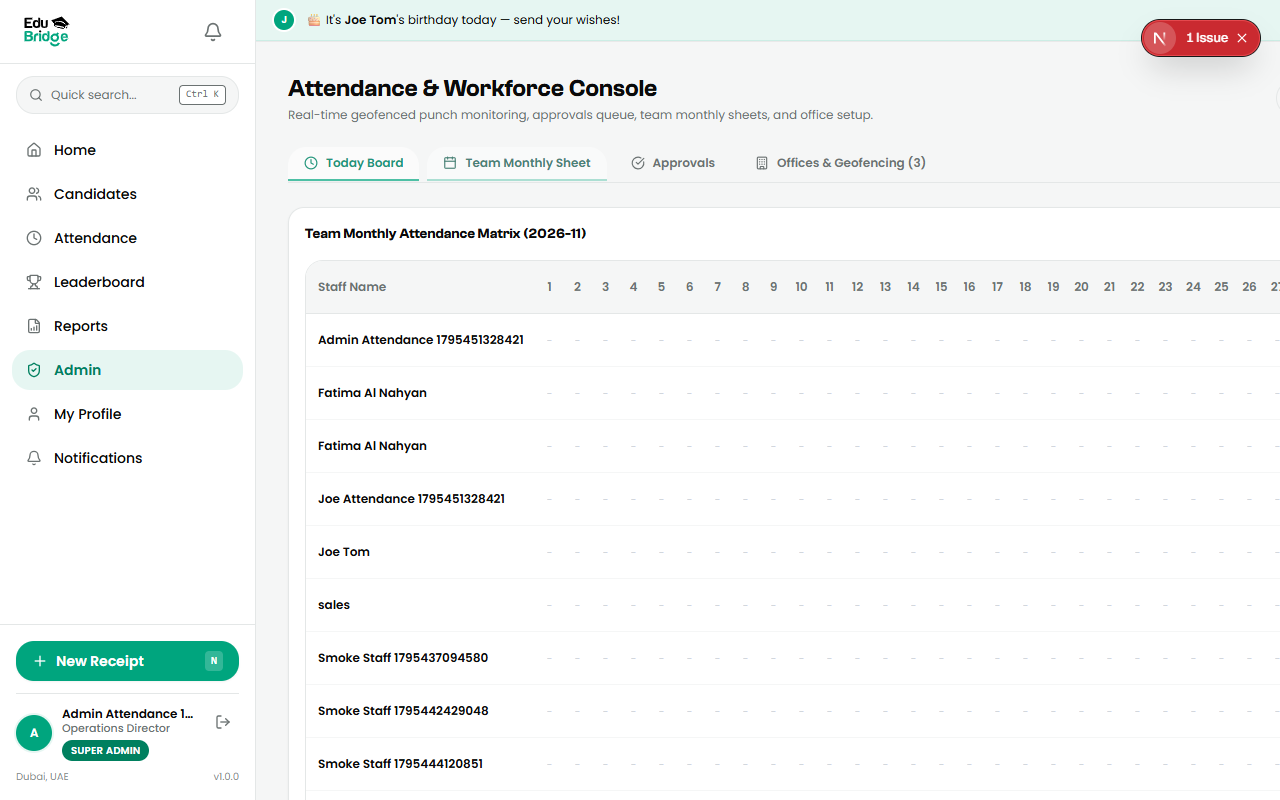 Edu
Bridge
J
🎂 It's Joe Tom's birthday today — send your wishes!
N
1 Issue
Quick search...
Ctrl K
Home
Candidates
Attendance
Leaderboard
Reports
Admin
My Profile
Notifications
New Receipt
N
A
Admin Attendance 1...
Operations Director
SUPER ADMIN
Dubai, UAE
v1.0.0
Attendance & Workforce Console
Real-time geofenced punch monitoring, approvals queue, team monthly sheets, and office setup.
Today Board
Team Monthly Sheet
Approvals
Offices & Geofencing (3)
Team Monthly Attendance Matrix (2026-11)
Staff Name 1 2 3 4 5 6 7 8 9 10 11 12 13 14 15 16 17 18 19 20 21 22 23 24 25 26 27
Admin Attendance 1795451328421 - - - - - - - - - - - - - - - - - - - - - - - - - - -
Fatima Al Nahyan - - - - - - - - - - - - - - - - - - - - - - - - - - -
Fatima Al Nahyan - - - - - - - - - - - - - - - - - - - - - - - - - - -
Joe Attendance 1795451328421 - - - - - - - - - - - - - - - - - - - - - - - - - - -
Joe Tom - - - - - - - - - - - - - - - - - - - - - - - - - - -
sales - - - - - - - - - - - - - - - - - - - - - - - - - - -
Smoke Staff 1795437094580 - - - - - - - - - - - - - - - - - - - - - - - - - - -
Smoke Staff 1795442429048 - - - - - - - - - - - - - - - - - - - - - - - - - - -
Smoke Staff 1795444120851 - - - - - - - - - - - - - - - - - - - - - - - - - - -